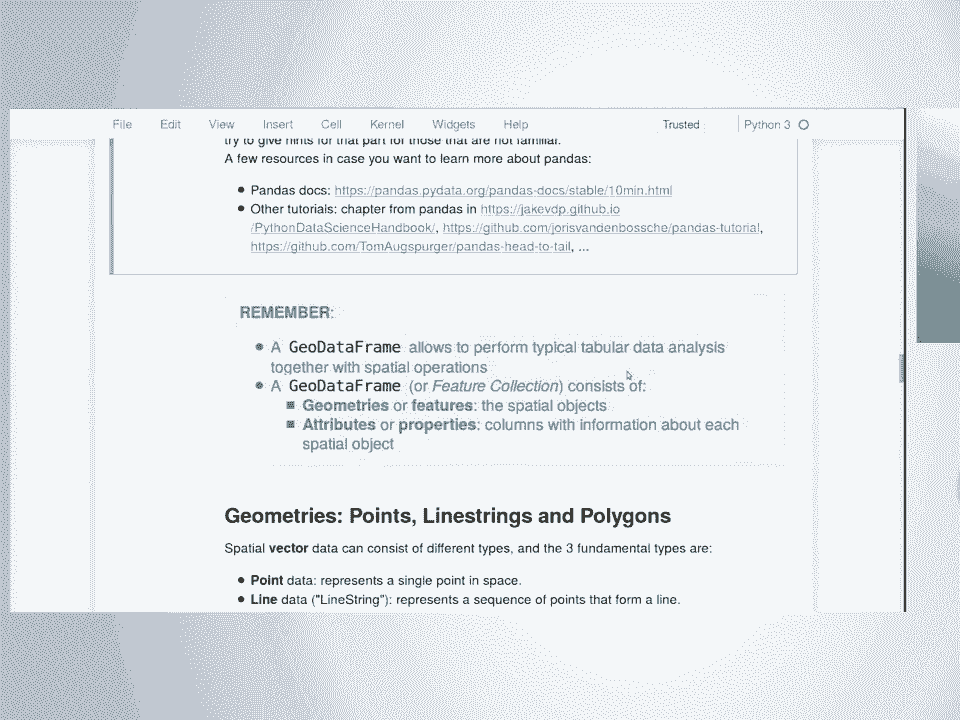 File Edit View Insert Cell Kernel Widgets Help Trusted Python 3
try to give hints for that part for those that are not familiar.
A few resources in case you want to learn more about pandas:
Pandas docs: https://pandas.pydata.org/pandas-docs/stable/10min.html
Other tutorials: chapter from pandas in https://jakevdp.github.io
/PythonDataScienceHandbook/, https://github.com/jorisvandenbossche/pandas-tutorial,
https://github.com/TomAugspurger/pandas-head-to-tail, ...
REMEMBER:
A GeoDataFrame allows to perform typical tabular data analysis
together with spatial operations
A GeoDataFrame (or Feature Collection) consists of:
Geometries or features: the spatial objects
Attributes or properties: columns with information about each
spatial object
Geometries: Points, Linestrings and Polygons
Spatial vector data can consist of different types, and the 3 fundamental types are:
Point data: represents a single point in space.
Line data ("LineString"): represents a sequence of points that form a line.